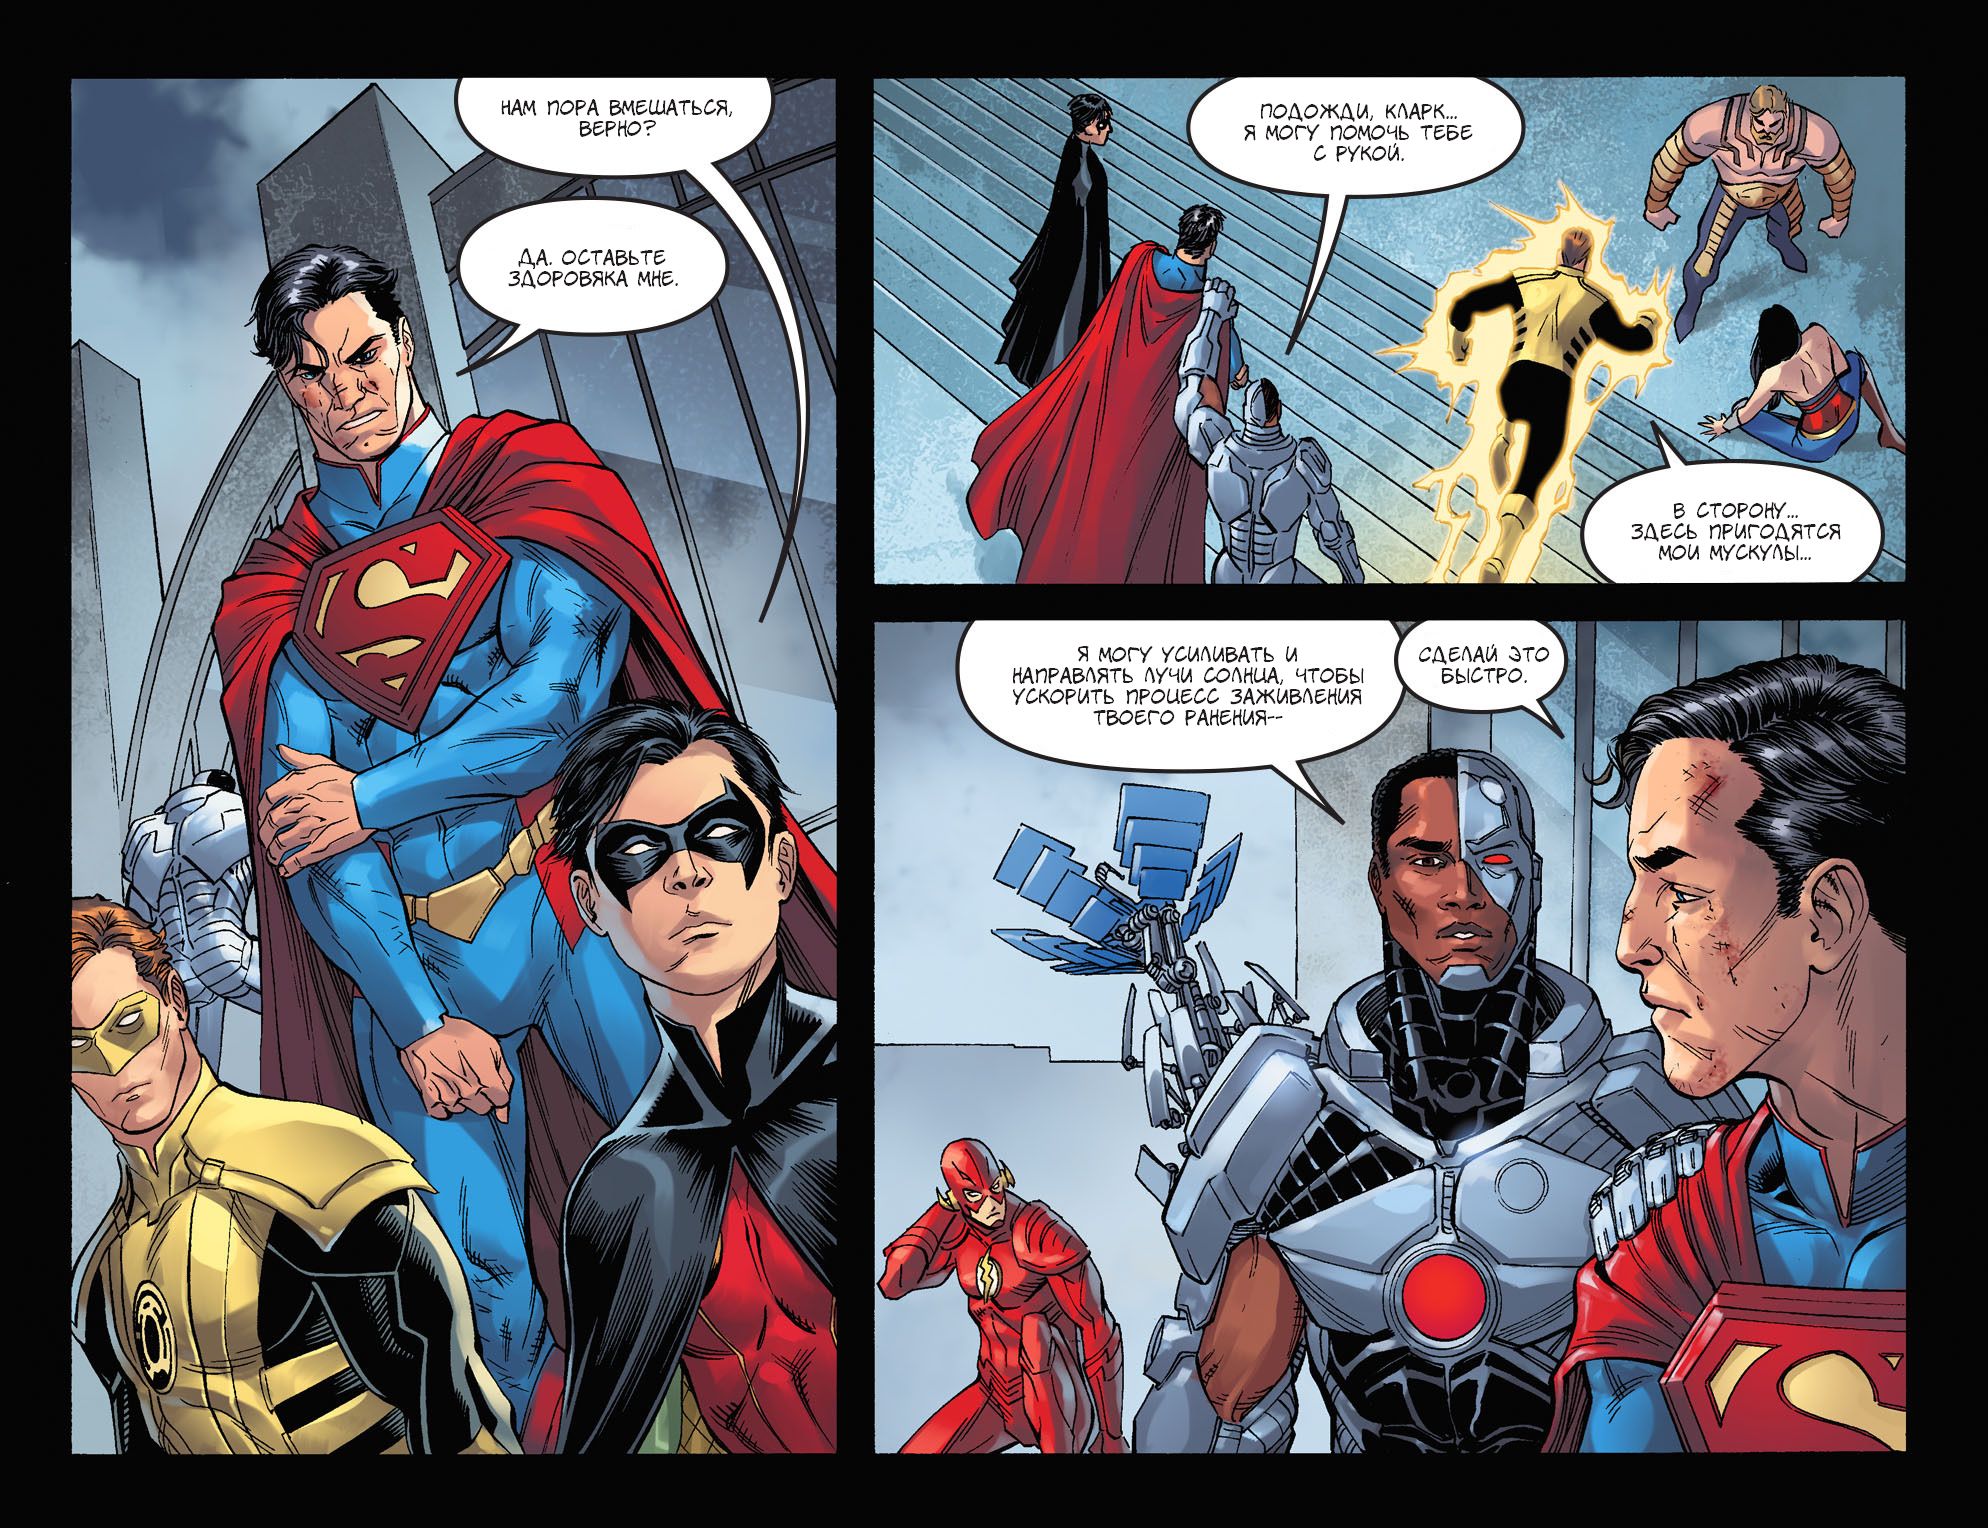 НАМ ПОРА ВМЕШАТЬСЯ,
ВЕРНО?
ДА. ОСТАВЬТЕ
ЗДОРОВЯКА МНЕ.
ПОДОЖДИ, КЛАРК...
Я МОГУ ПОМОЧЬ ТЕБЕ
С РУКОЙ.
В СТОРОНУ...
ЗДЕСЬ ПРИГОДЯТСЯ
МОИ МУСКУЛЫ...
Я МОГУ УСИЛИВАТЬ И
НАПРАВЛЯТЬ ЛУЧИ СОЛНЦА, ЧТОБЫ
УСКОРИТЬ ПРОЦЕСС ЗАЖИВЛЕНИЯ
ТВОЕГО РАНЕНИЯ--
СДЕЛАЙ ЭТО
БЫСТРО.